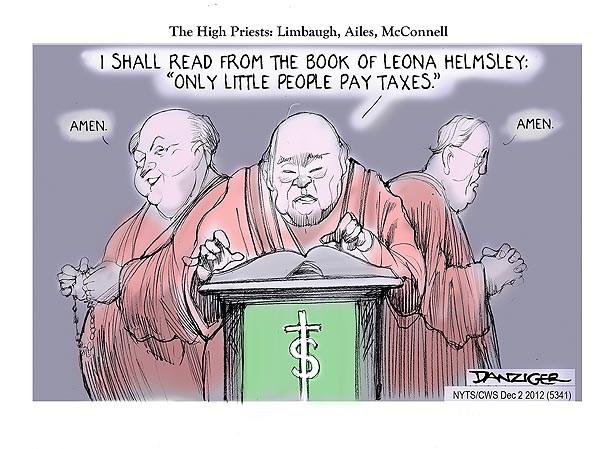 The High Priests: Limbaugh, Ailes, McConnell
I SHALL READ FROM THE BOOK OF LEONA HELMSLEY:
"ONLY LITTLE PEOPLE PAY TAXES."
AMEN.
AMEN.
$
DANZIGER
NYTS/CWS Dec 2 2012 (5341)